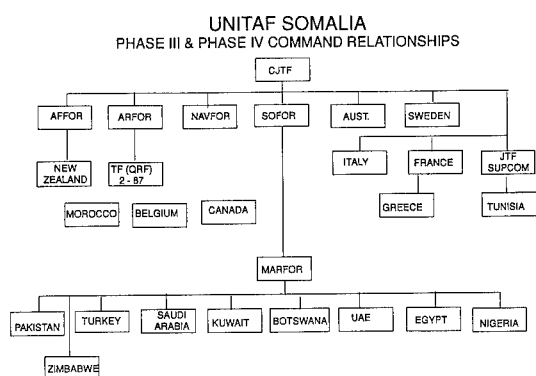 UNITAF SOMALIA
PHASE III & PHASE IV COMMAND RELATIONSHIPS
CJTF
AFFOR
ARFOR
NAVFOR
SOFOR
AUST.
SWEDEN
NEW
ZEALAND
TF (QRF)
2 - 87
ITALY
FRANCE
JTF
SUPCOM
MOROCCO
BELGIUM
CANADA
GREECE
TUNISIA
MARFOR
PAKISTAN
TURKEY
SAUDI
ARABIA
KUWAIT
BOTSWANA
UAE
EGYPT
NIGERIA
ZIMBABWE